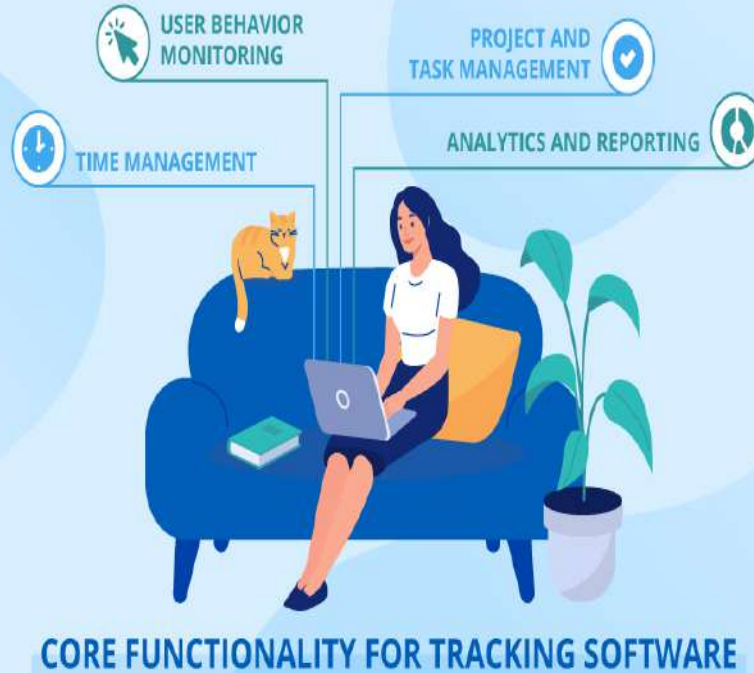 USER BEHAVIOR
MONITORING
PROJECT AND
TASK MANAGEMENT
TIME MANAGEMENT
ANALYTICS AND REPORTING
CORE FUNCTIONALITY FOR TRACKING SOFTWARE